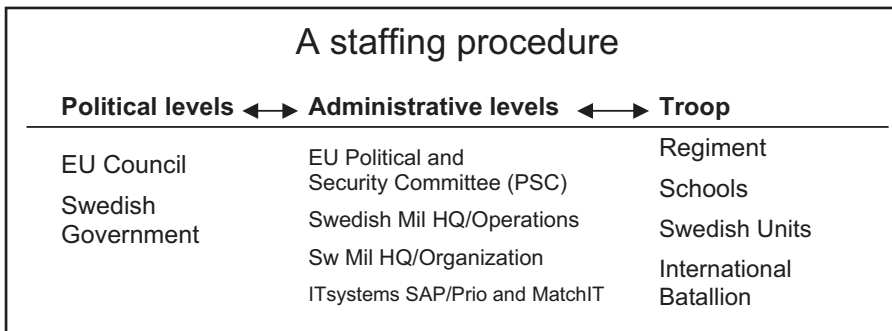 A staffing procedure
Political levels Administrative levels Troop
EU Council
Swedish
Government
EU Political and
Security Committee (PSC)
Swedish Mil HQ/Operations
Sw Mil HQ/Organization
ITsystems SAP/Prio and MatchIT
Regiment
Schools
Swedish Units
International
Batallion